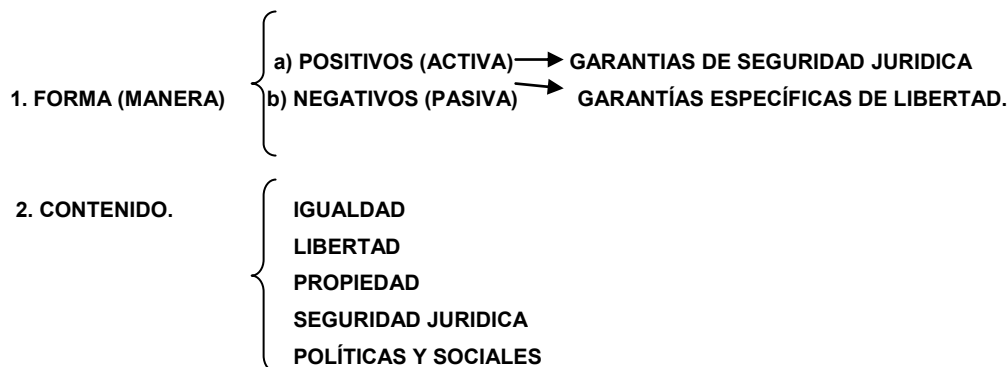 a) POSITIVOS (ACTIVA) GARANTIAS DE SEGURIDAD JURIDICA
1. FORMA (MANERA) b) NEGATIVOS (PASIVA) GARANTÍAS ESPECÍFICAS DE LIBERTAD.
2. CONTENIDO. IGUALDAD
LIBERTAD
PROPIEDAD
SEGURIDAD JURIDICA
POLÍTICAS Y SOCIALES